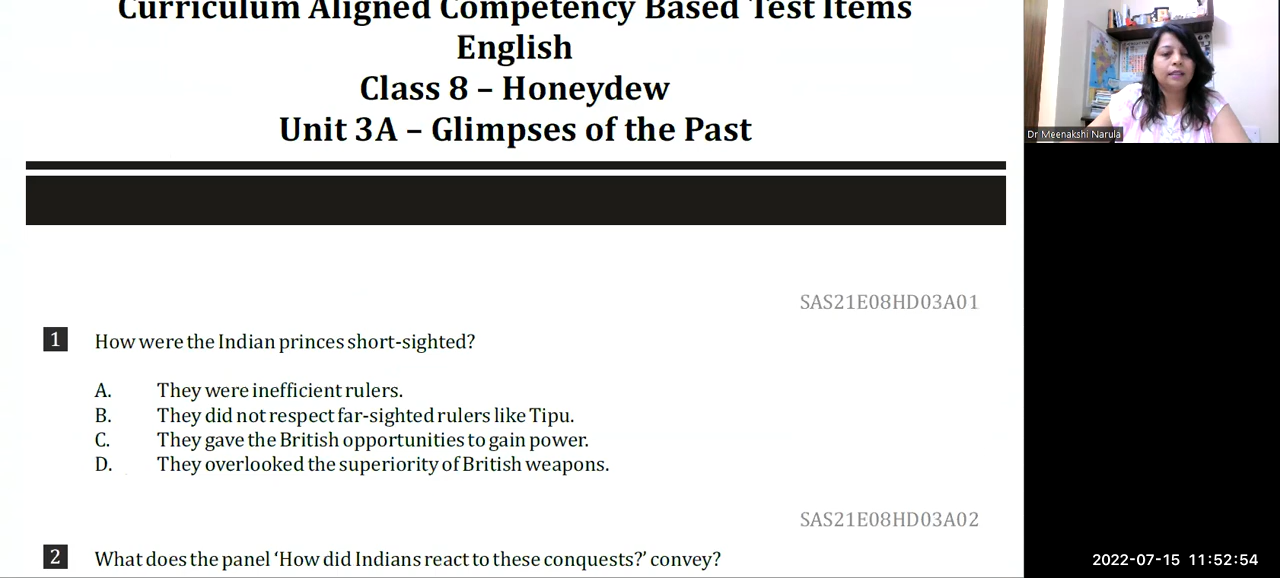 Curriculum Aligned Competency Based Test Items
English
Class 8 – Honeydew
Unit 3A – Glimpses of the Past
Dr Meenakshi Narula
SAS21E08HD03A01
1 How were the Indian princes short-sighted?
A. They were inefficient rulers.
B. They did not respect far-sighted rulers like Tipu.
C. They gave the British opportunities to gain power.
D. They overlooked the superiority of British weapons.
SAS21E08HD03A02
2 What does the panel ‘How did Indians react to these conquests?’ convey?
2022-07-15 11:52:54